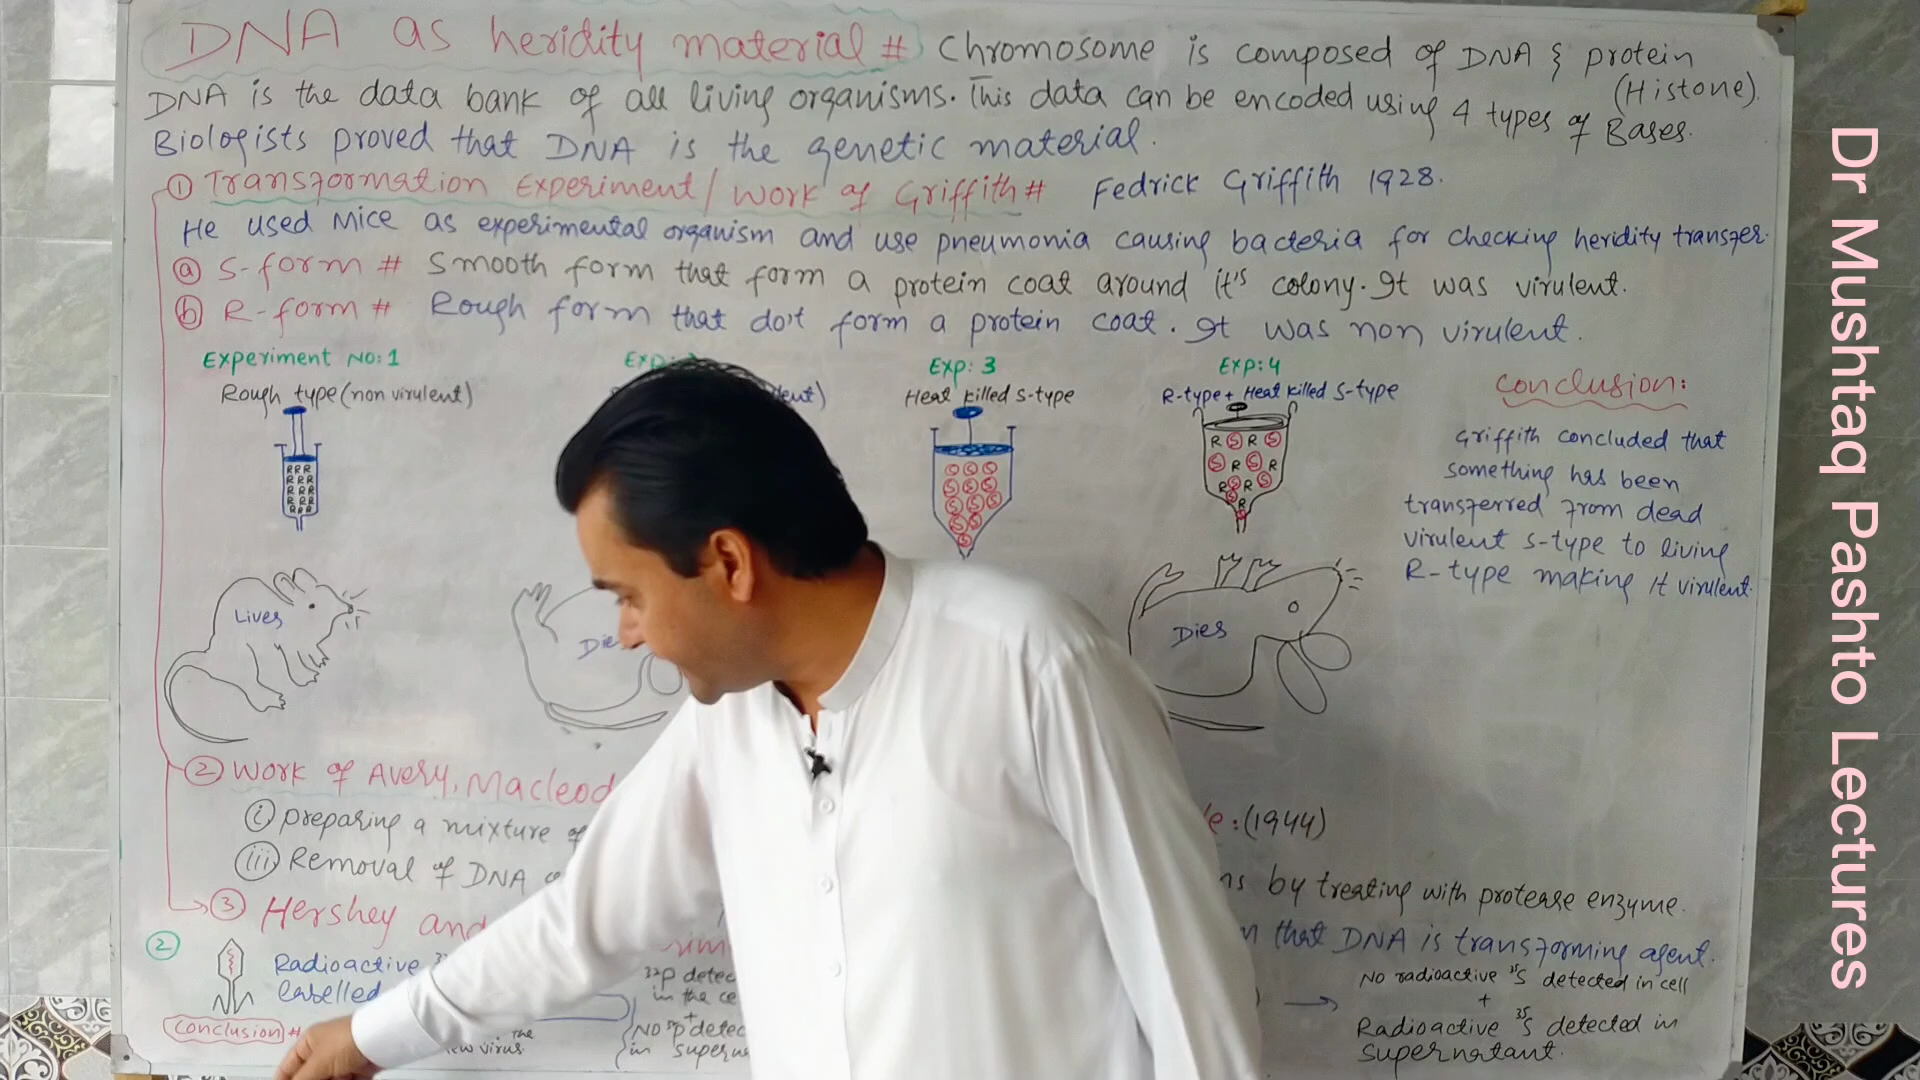 DNA as heridity material # Chromosome is composed of DNA & protein
(Histone).
DNA is the data bank of all living organisms. This data can be encoded using 4 types of Bases.
Biologists proved that DNA is the genetic material.
① Transformation Experiment/ Work of Griffith # Fedrick Griffith 1928.
He used Mice as experimental organism and use pneumonia causing bacteria for checking heridity transfer.
ⓐ S-form # Smooth form that form a protein coat around it's colony. It was virulent.
ⓑ R-form # Rough form that do't form a protein coat. It was non virulent.
Experiment No:1
Rough type (non virulent)
R R R
R R R
R R R
R R R
R R R
Lives
Exp:
Dies
Exp: 3
Heat killed S-type
S S S
S S S
S S S
S S
S
Exp:4
R-type + Heat killed S-type
R S R S
S R S R
R S R S
S
R
S
Dies
Conclusion:
Griffith concluded that
something has been
transferred from dead
virulent S-type to living
R-type making it virulent.
② Work of Avery, Macleod
: (1944)
(i) preparing a mixture of
(iii) Removal of DNA
by treating with protease enzyme.
③ Hershey and
that DNA is transforming agent.
②
Radioactive
labelled
the
new virus
³²P detec
in the ce
+
NO ³²P detec
in superna
No radioactive ³⁵S detected in cell
+
Radioactive ³⁵S detected in
supernatant.
Conclusion #
Dr Mushtaq Pashto Lectures